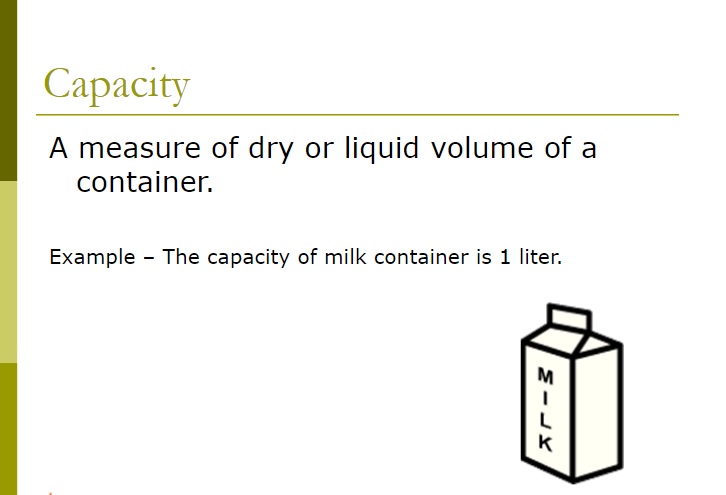 Capacity
A measure of dry or liquid volume of a
container.
Example – The capacity of milk container is 1 liter.
MILK